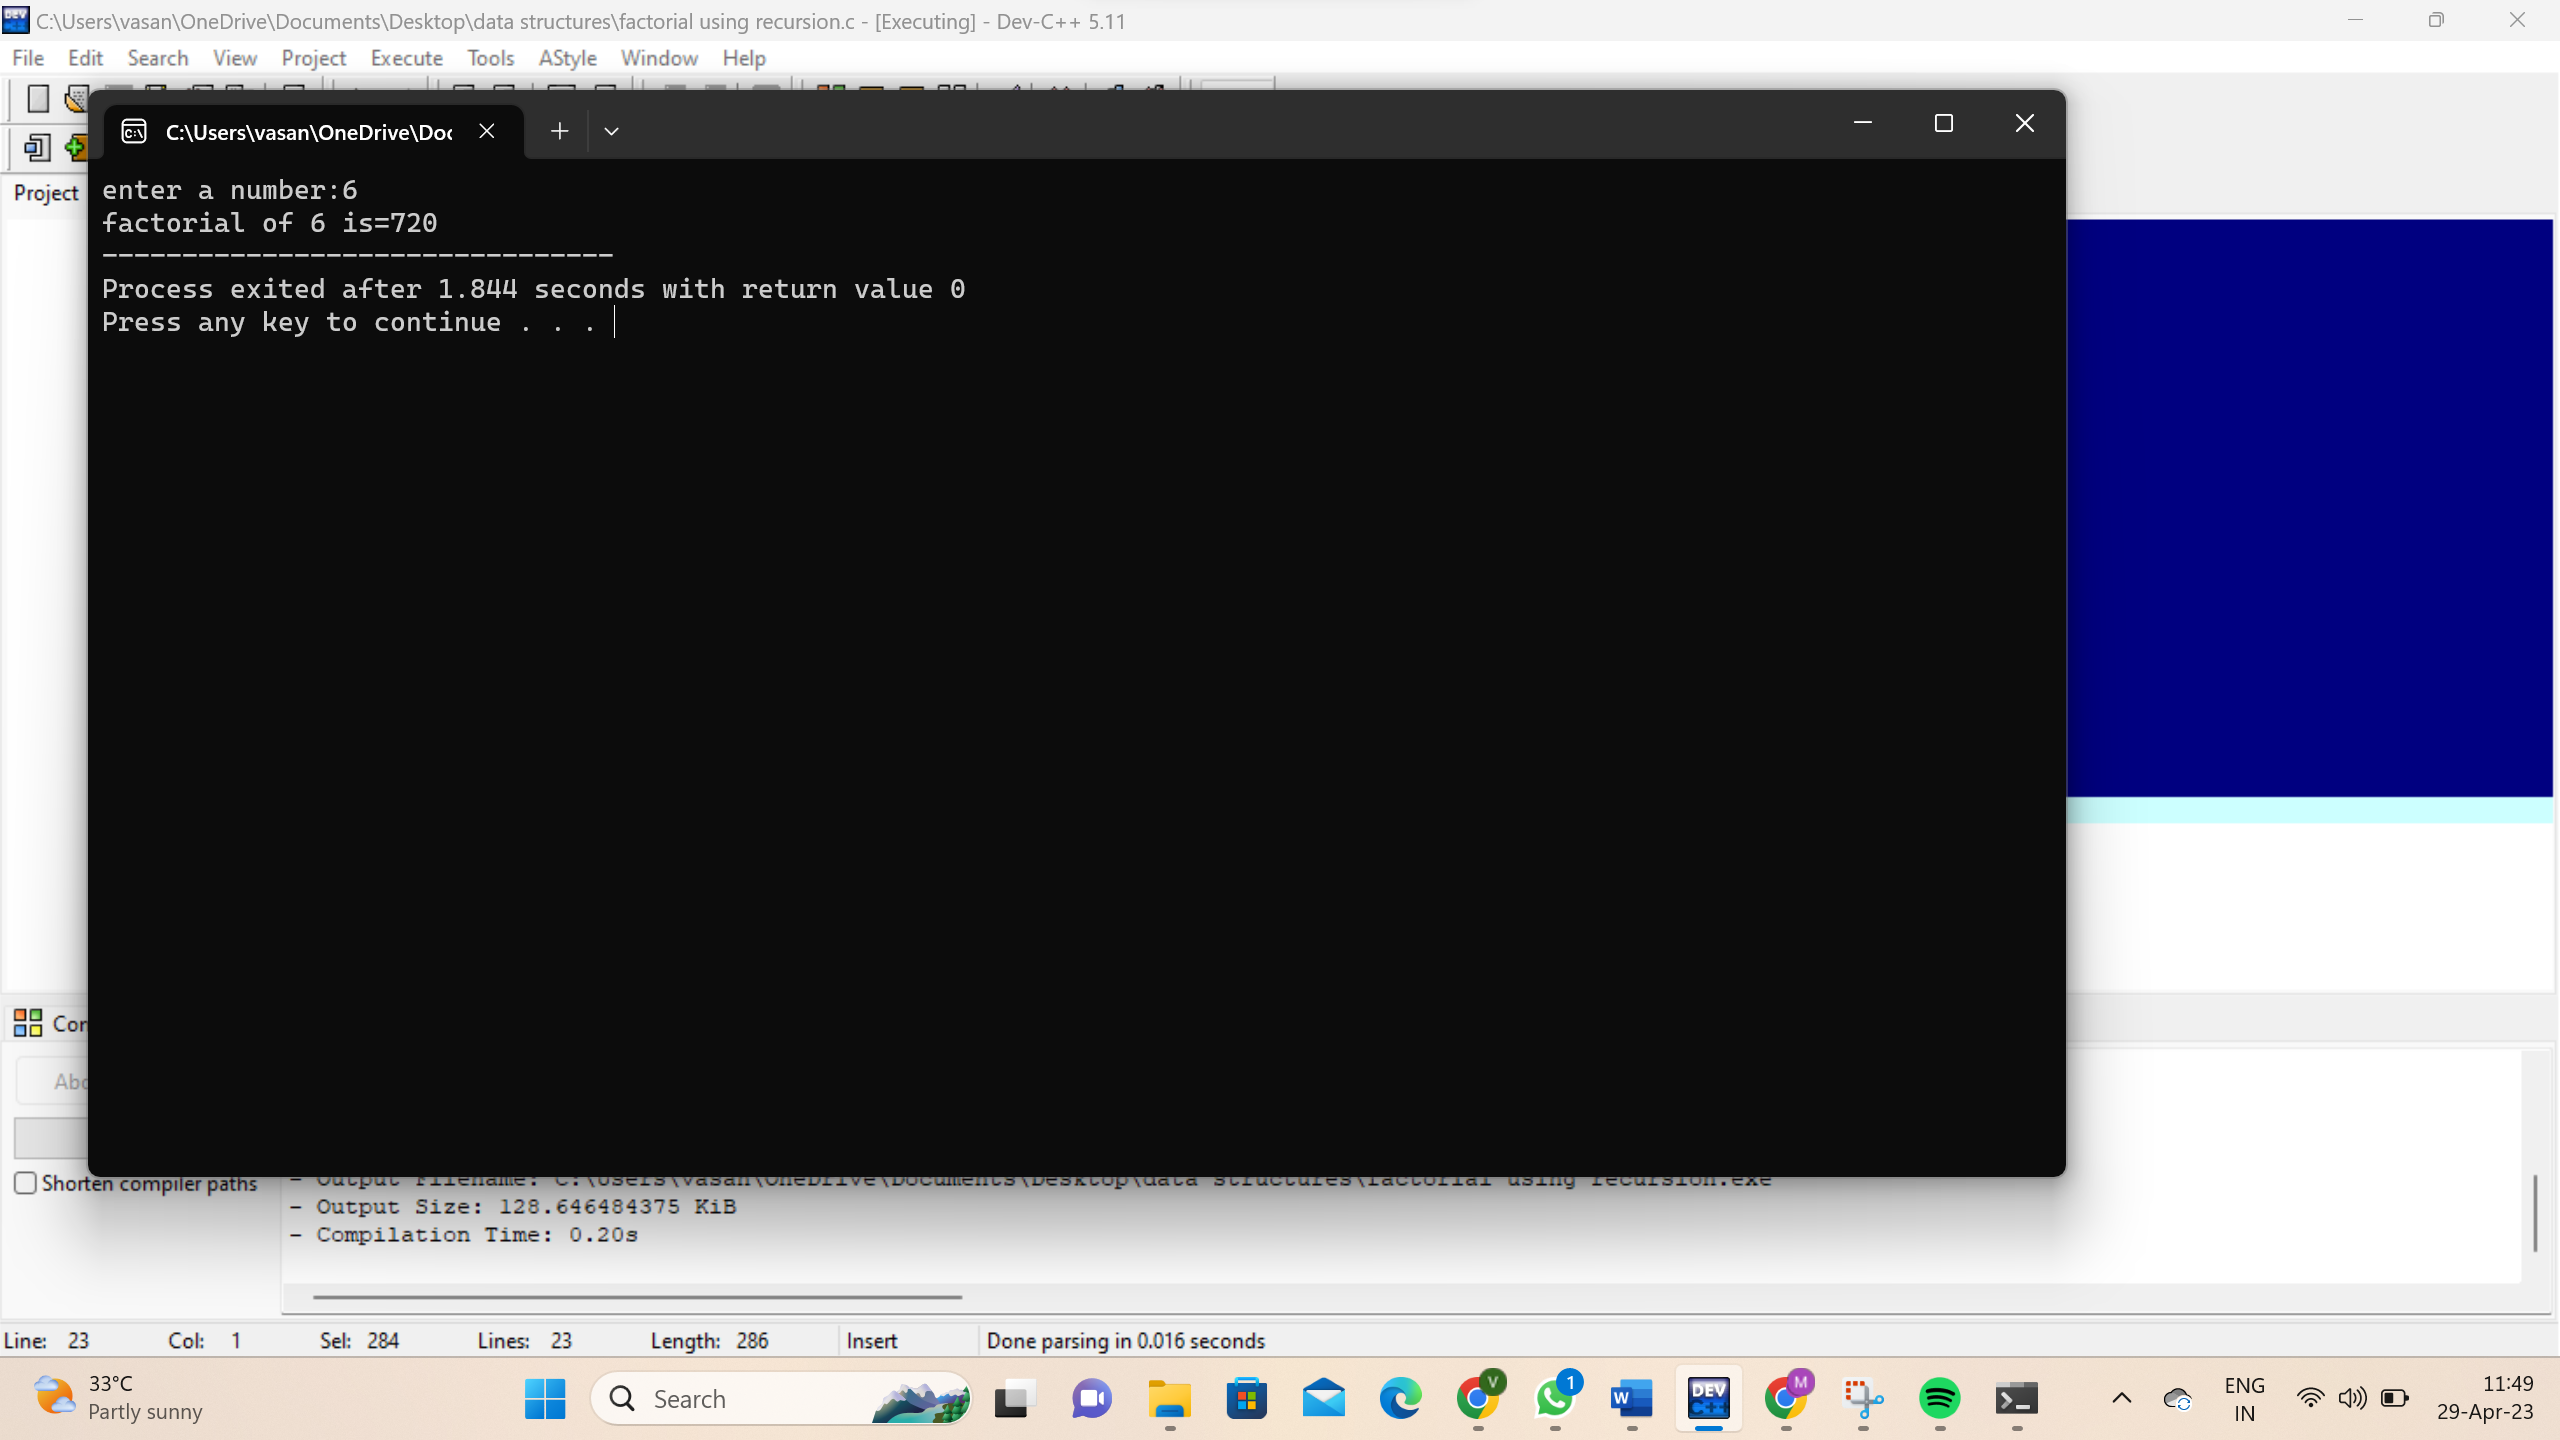 C:\Users\vasan\OneDrive\Documents\Desktop\data structures\factorial using recursion.c - [Executing] - Dev-C++ 5.11
File Edit Search View Project Execute Tools AStyle Window Help
C:\Users\vasan\OneDrive\Doc
Project
enter a number:6
factorial of 6 is=720
--------------------------------
Process exited after 1.844 seconds with return value 0
Press any key to continue . . .
Com
Abo
Shorten compiler paths
- Output Filename: C:\Users\vasan\OneDrive\Documents\Desktop\data structures\factorial using recursion.exe
- Output Size: 128.646484375 KiB
- Compilation Time: 0.20s
Line: 23 Col: 1 Sel: 284 Lines: 23 Length: 286 Insert Done parsing in 0.016 seconds
33°C
Partly sunny
Search
V
1
W
DEV
C++
M
ENG
IN
11:49
29-Apr-23